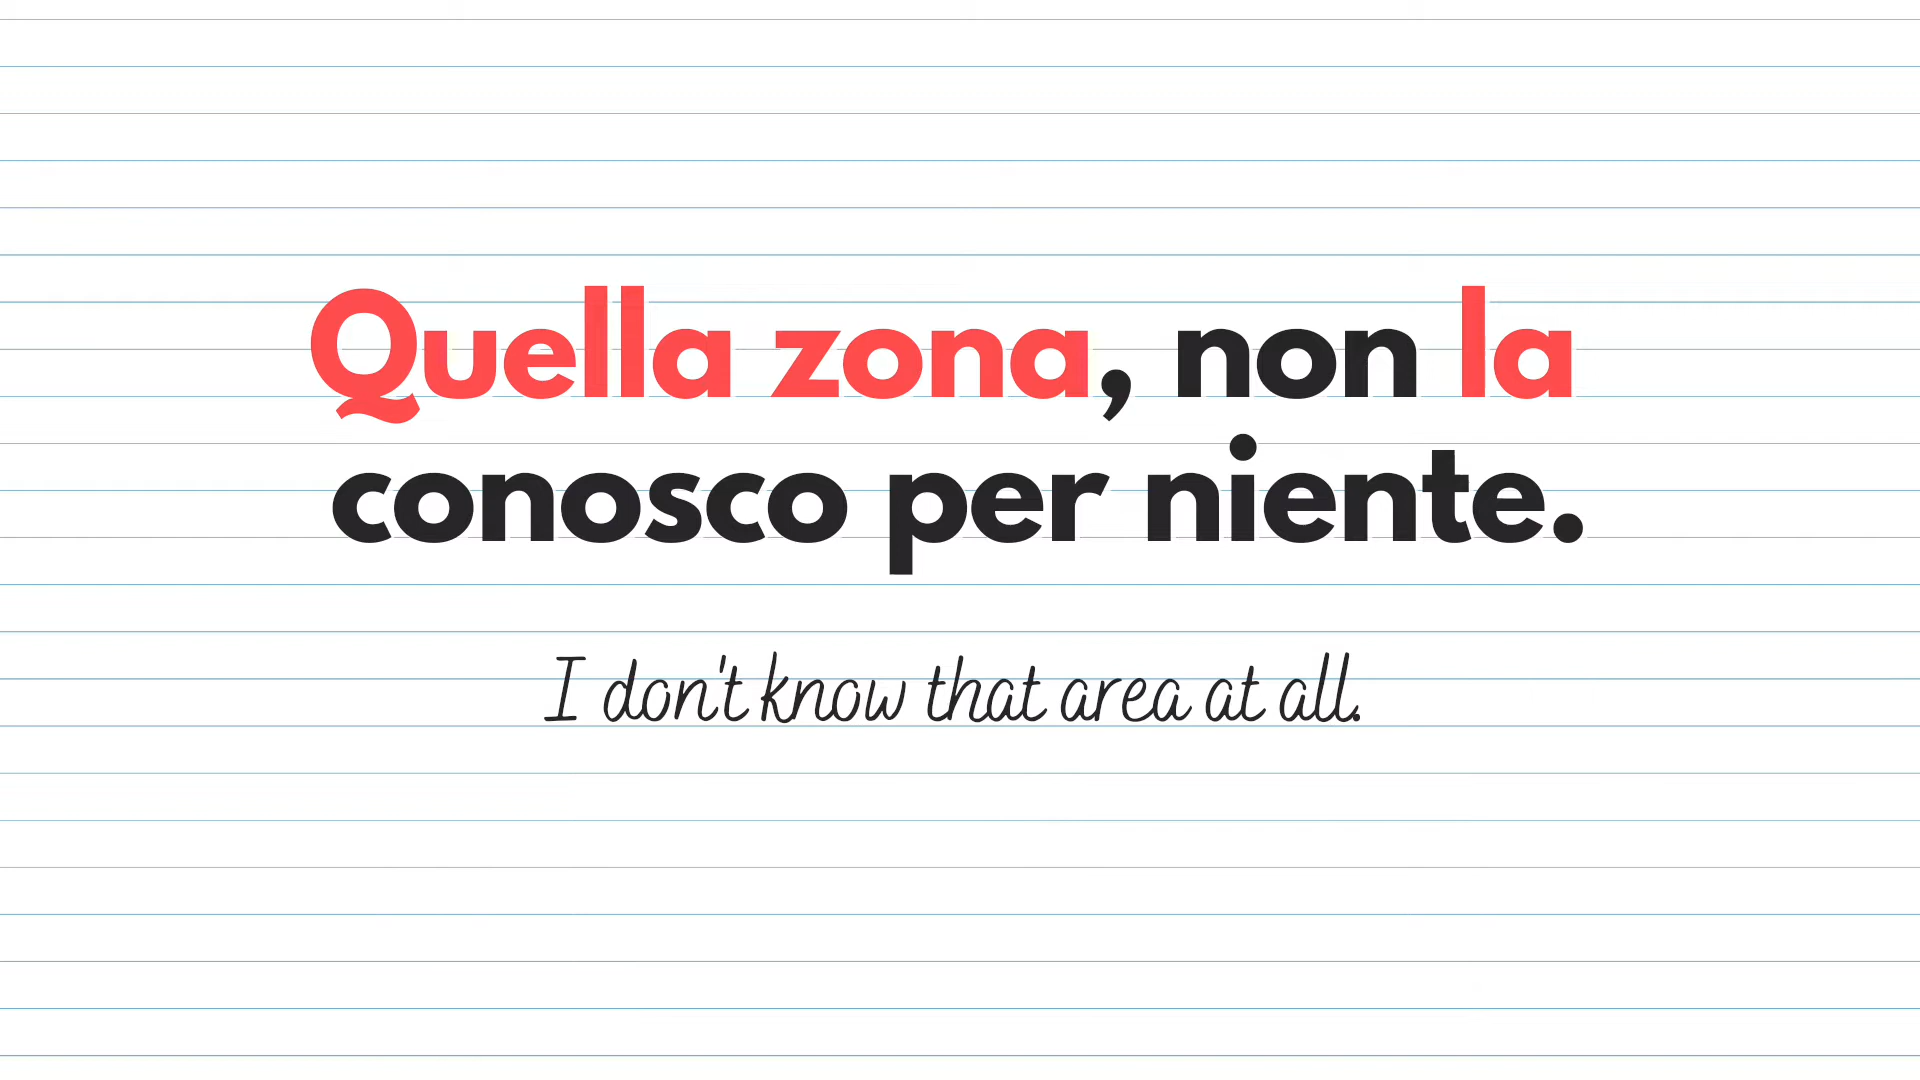 Quella zona, non la
conosco per niente.
I don't know that area at all.